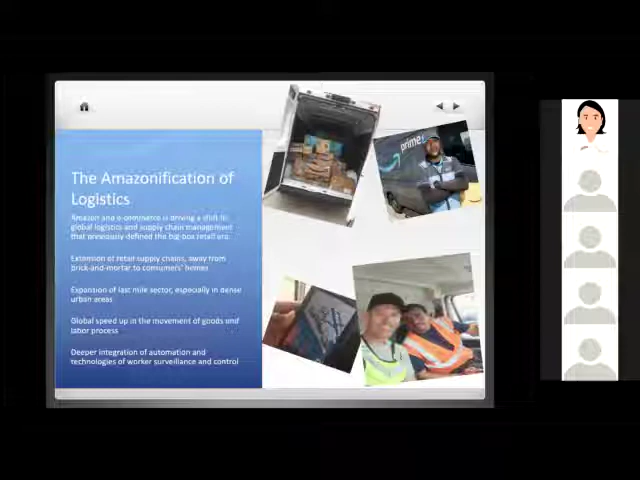 The Amazonification of
Logistics
Amazon and e-commerce is driving a shift in
global logistics and supply chain management
that previously defined the big-box retail era:
Extension of retail supply chains, away from
brick-and-mortar to consumers' homes
Expansion of last mile sector, especially in dense
urban areas
Global speed up in the movement of goods and
labor process
Deeper integration of automation and
technologies of worker surveillance and control
prime